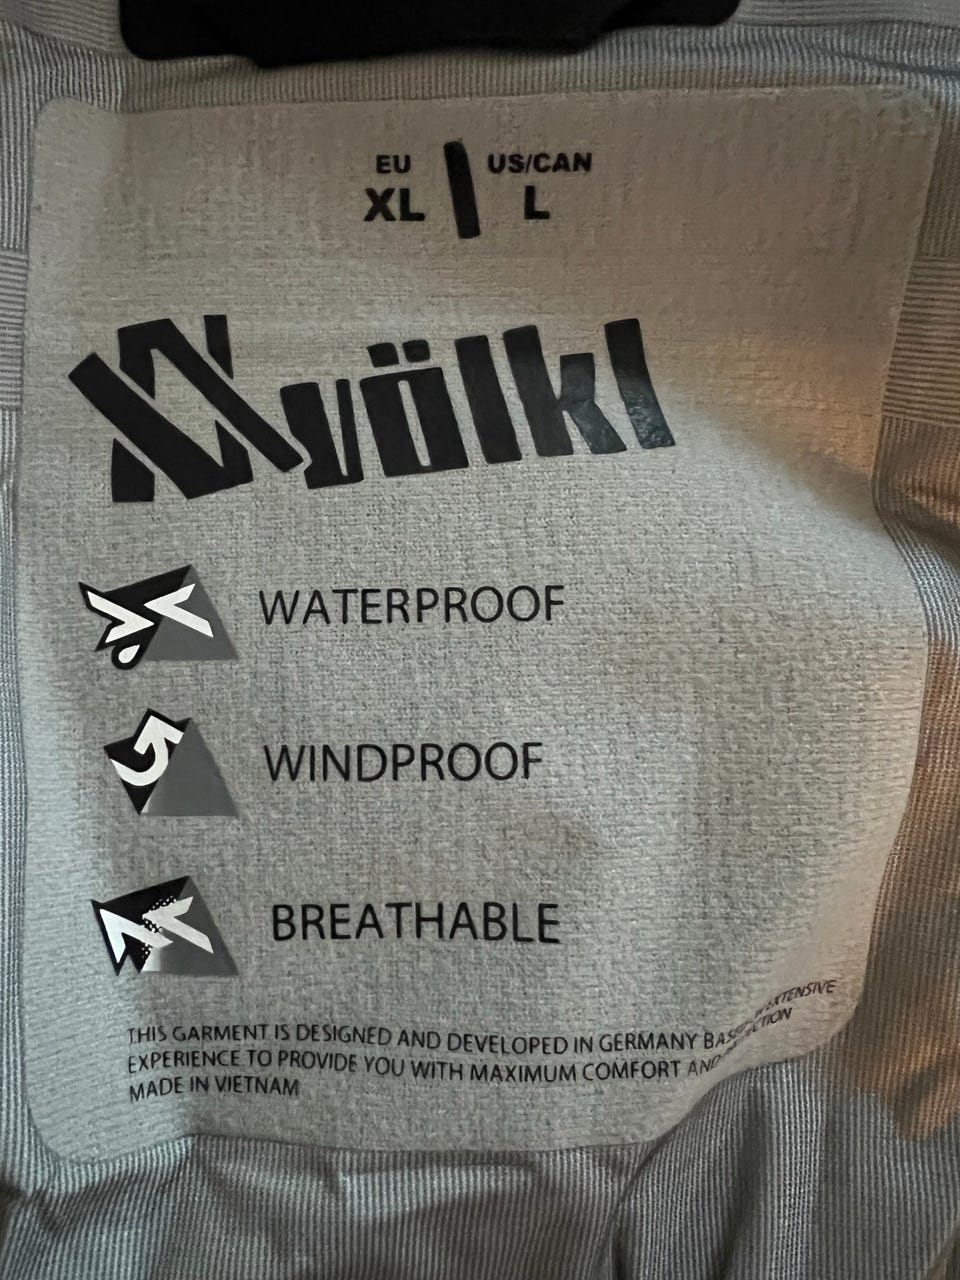 EU US/CAN
XL L
völkl
WATERPROOF
WINDPROOF
BREATHABLE
THIS GARMENT IS DESIGNED AND DEVELOPED IN GERMANY EXTENSIVE
EXPERIENCE TO PROVIDE YOU WITH MAXIMUM COMFORT AND
MADE IN VIETNAM